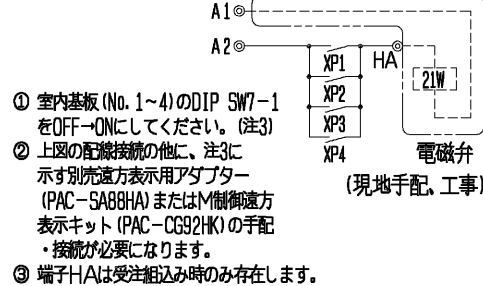 A1
A2
XP1
HA
21W
XP2
XP3
XP4
電磁弁
(現地手配、工事)
① 室内基板(No. 1~4)のDIP SW7-1
をOFF→ONにしてください。(注3)
② 上図の配線接続の他に、注3に
示す別売遠方表示用アダプター
(PAC-SA88HA)またはM制御遠方
表示キット(PAC-CG92HK)の手配
・接続が必要になります。
③ 端子HAは受注組込み時のみ存在します。